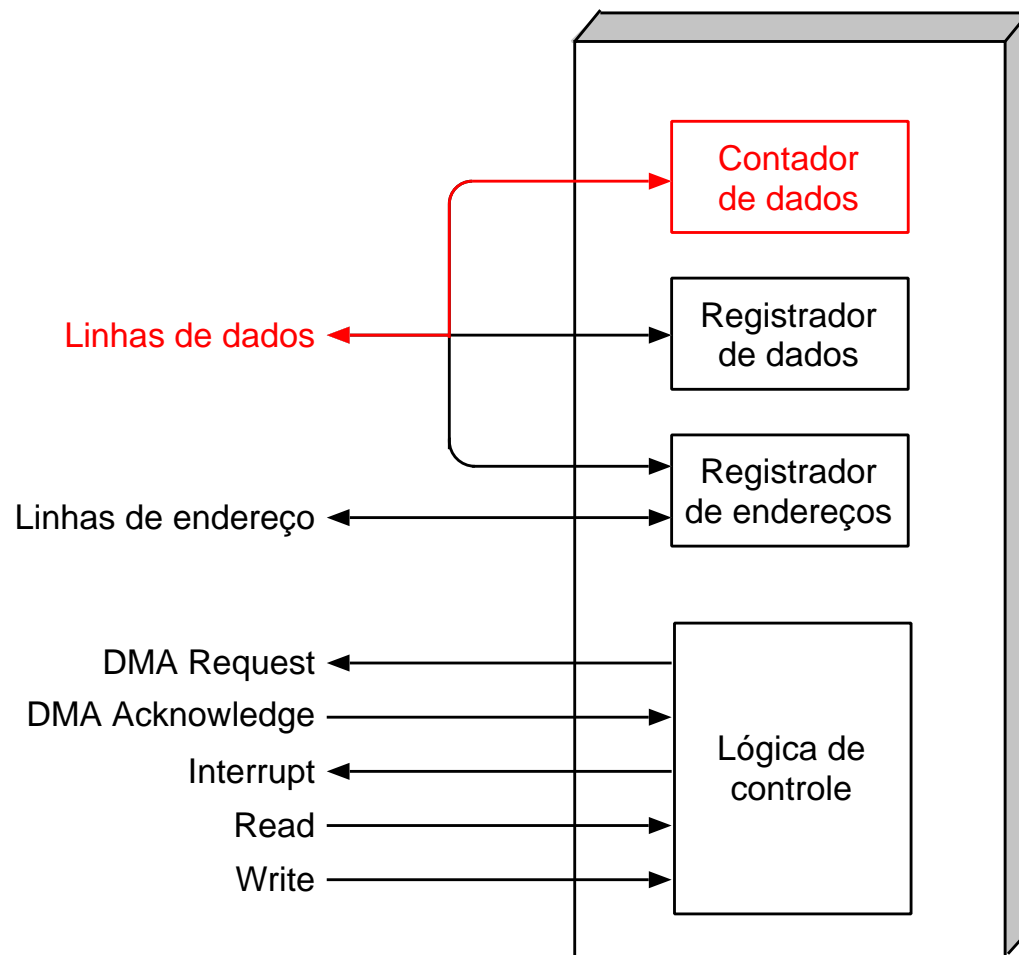 Contador
de dados
Linhas de dados
Registrador
de dados
Registrador
de endereços
Linhas de endereço
DMA Request
DMA Acknowledge
Interrupt
Read
Write
Lógica de
controle